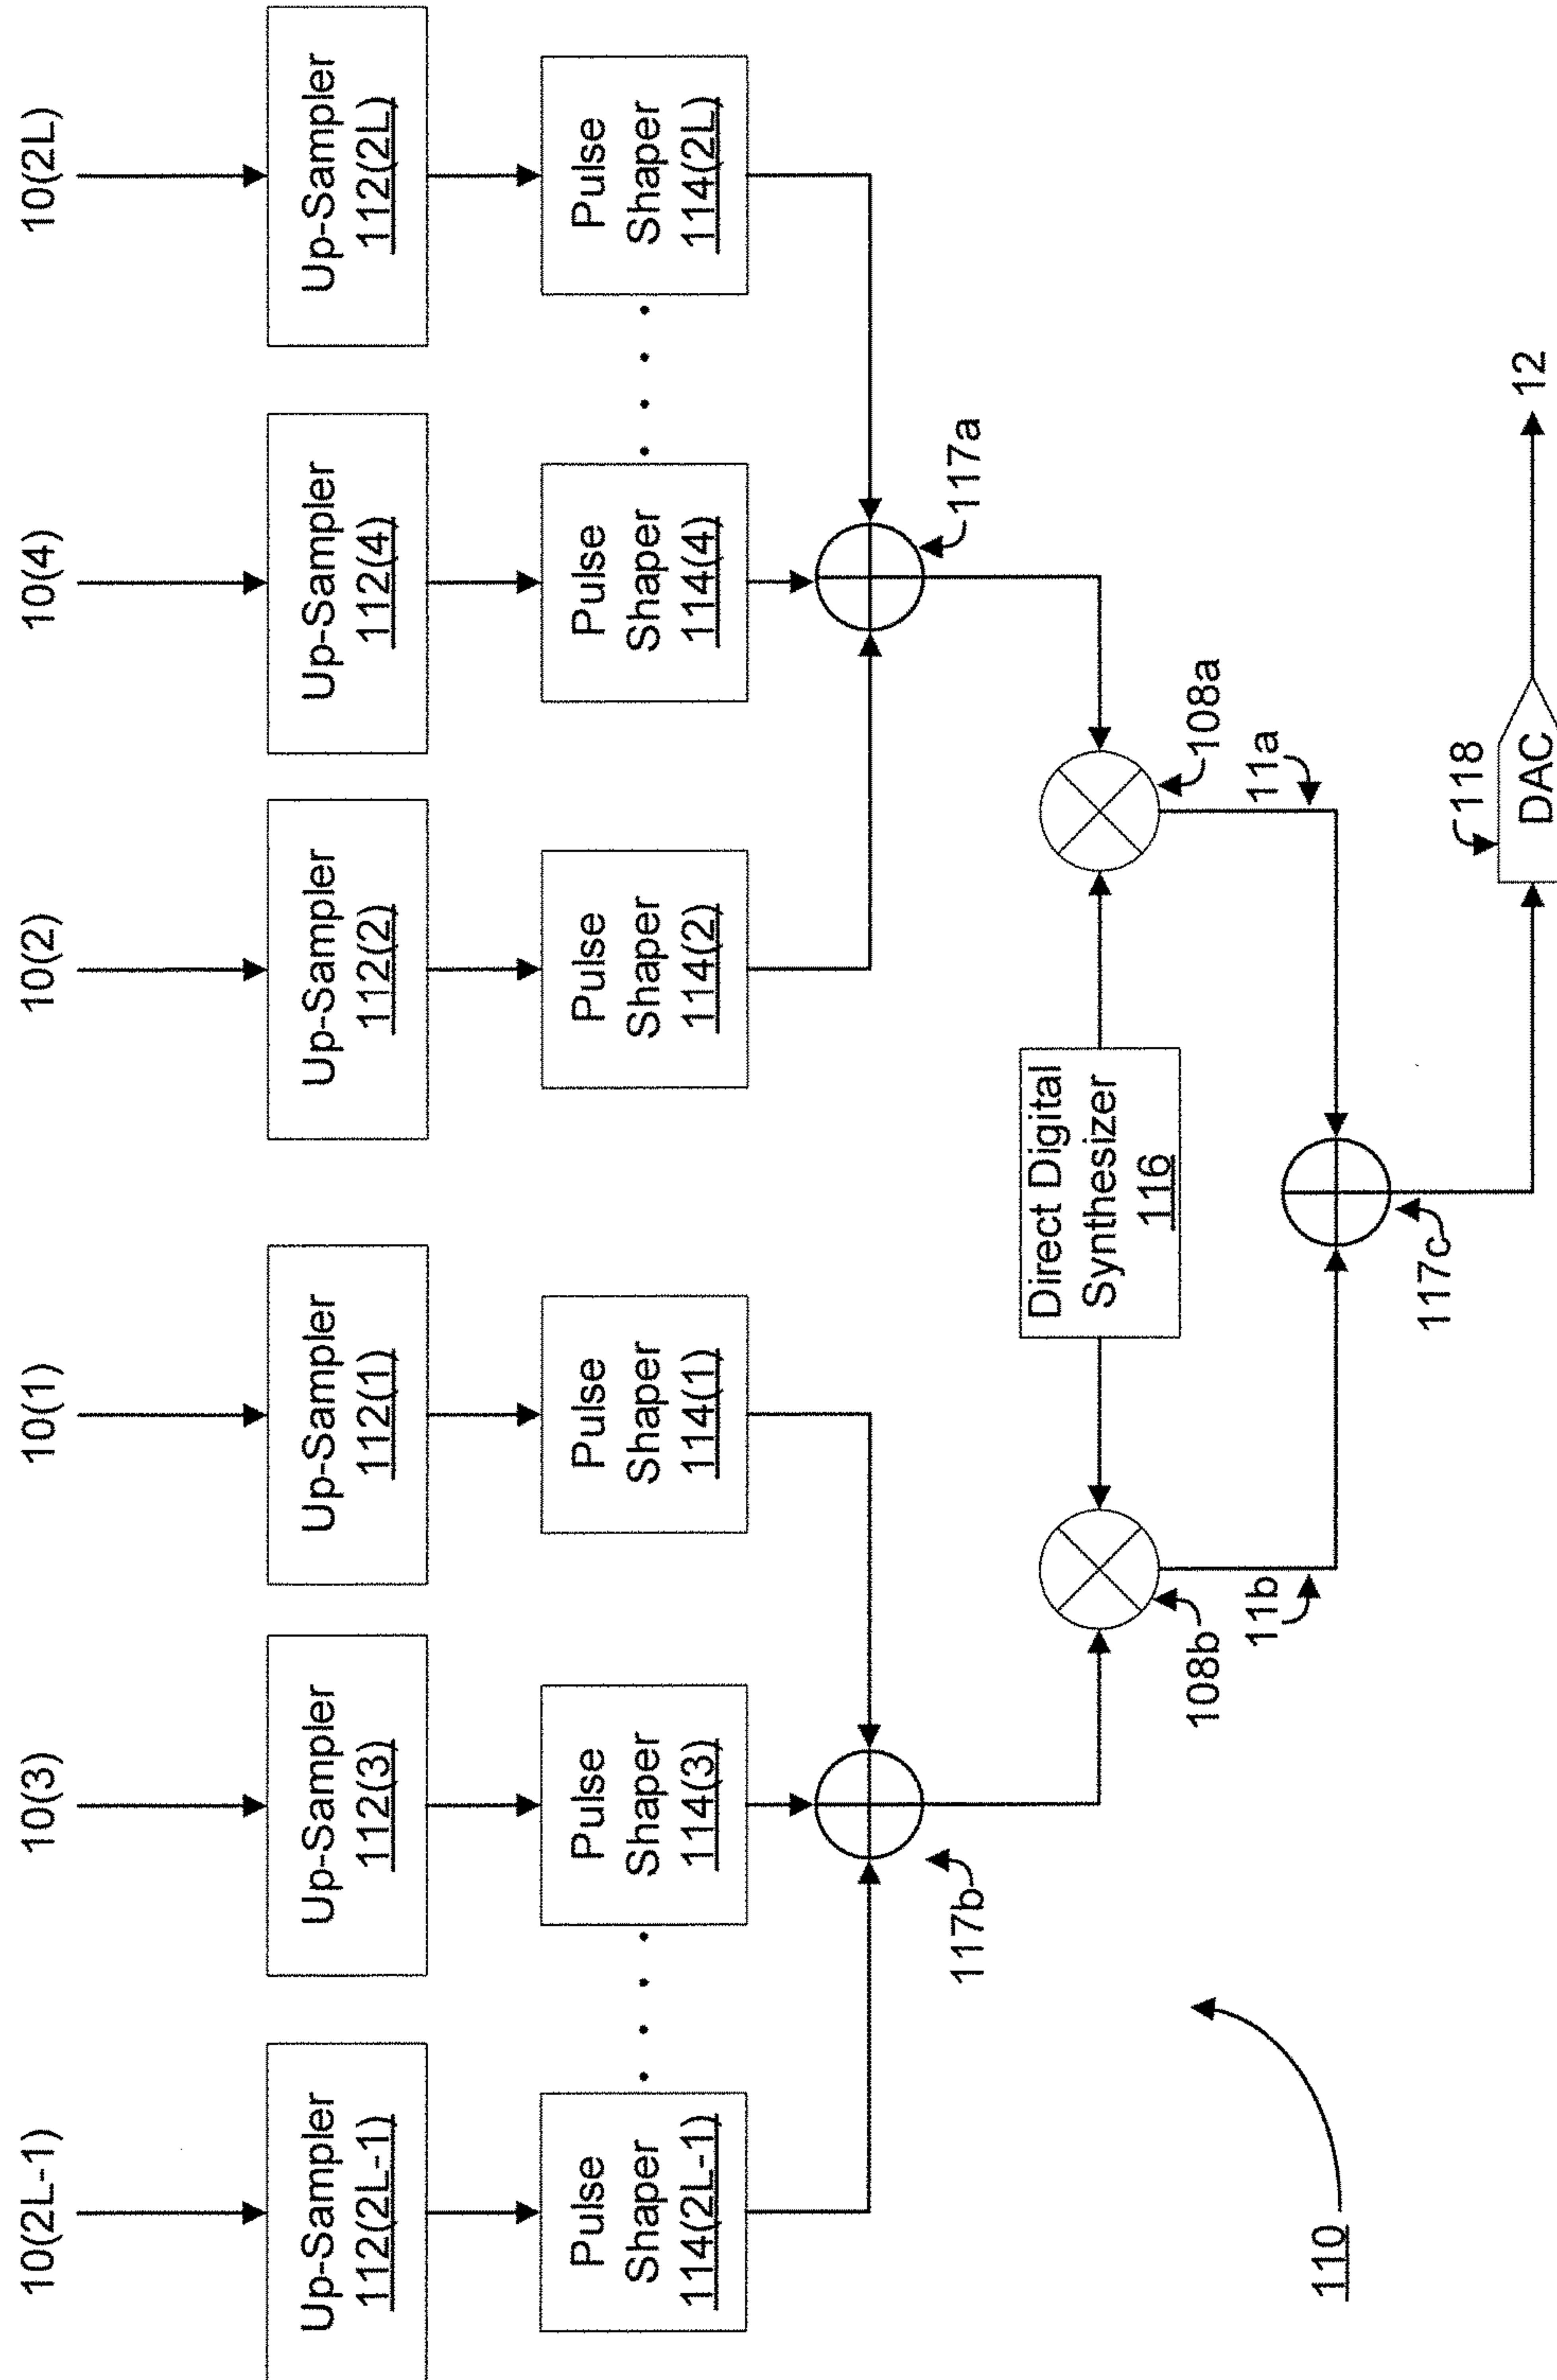 10(2L-1)
10(3)
10(1)
10(2)
10(4)
10(2L)
Up-Sampler
112(2L-1)
Up-Sampler
112(3)
Up-Sampler
112(1)
Up-Sampler
112(2)
Up-Sampler
112(4)
Up-Sampler
112(2L)
Pulse
Shaper
114(2L-1)
Pulse
Shaper
114(3)
Pulse
Shaper
114(1)
Pulse
Shaper
114(2)
Pulse
Shaper
114(4)
Pulse
Shaper
114(2L)
117b
117a
Direct Digital
Synthesizer
116
108b
108a
11b
11a
117c
118
DAC
12
110